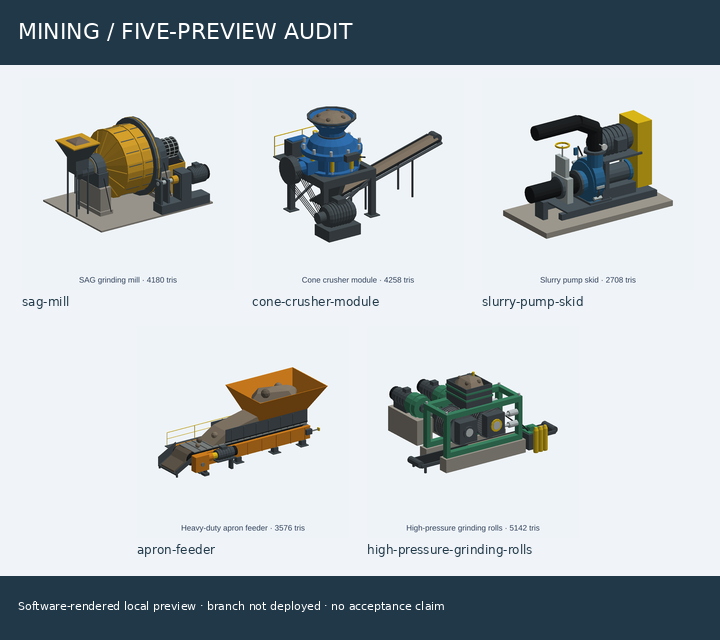 MINING / FIVE-PREVIEW AUDIT
SAG grinding mill · 4180 tris
Cone crusher module · 4258 tris
Slurry pump skid · 2708 tris
sag-mill
cone-crusher-module
slurry-pump-skid
Heavy-duty apron feeder · 3576 tris
High-pressure grinding rolls · 5142 tris
apron-feeder
high-pressure-grinding-rolls
Software-rendered local preview · branch not deployed · no acceptance claim